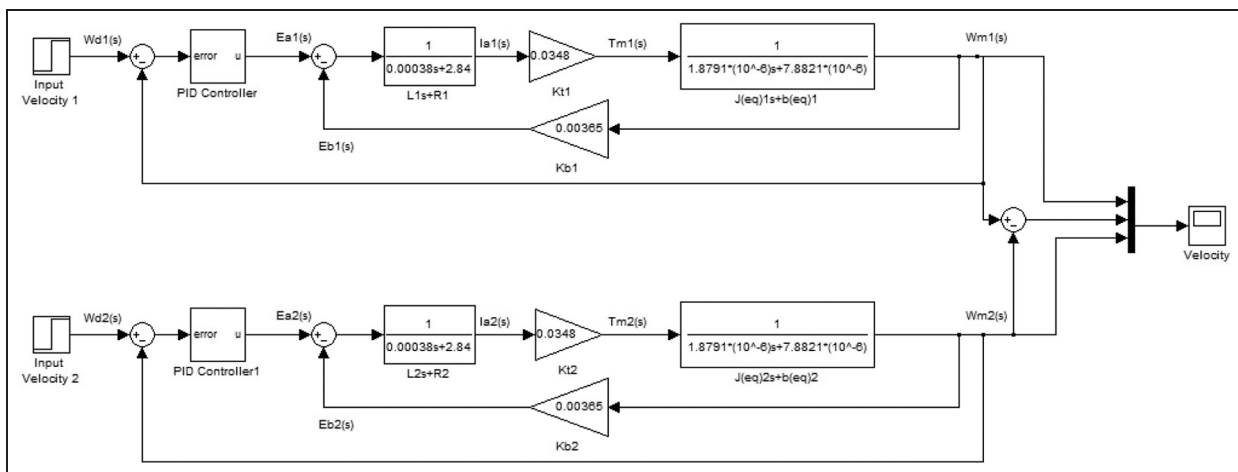 Wd1(s)
+
-
error
u
Ea1(s)
+
-
1
0.00038s+2.84
Ia1(s)
0.0348
Tm1(s)
1
1.8791*(10^-6)s+7.8821*(10^-6)
Wm1(s)
Input
Velocity 1
PID Controller
L1s+R1
Kt1
J(eq)1s+b(eq)1
0.00365
Eb1(s)
Kb1
+
-
Velocity
Wd2(s)
+
-
error
u
Ea2(s)
+
-
1
0.00038s+2.84
Ia2(s)
0.0348
Tm2(s)
1
1.8791*(10^-6)s+7.8821*(10^-6)
Wm2(s)
Input
Velocity 2
PID Controller1
L2s+R2
Kt2
J(eq)2s+b(eq)2
0.00365
Eb2(s)
Kb2